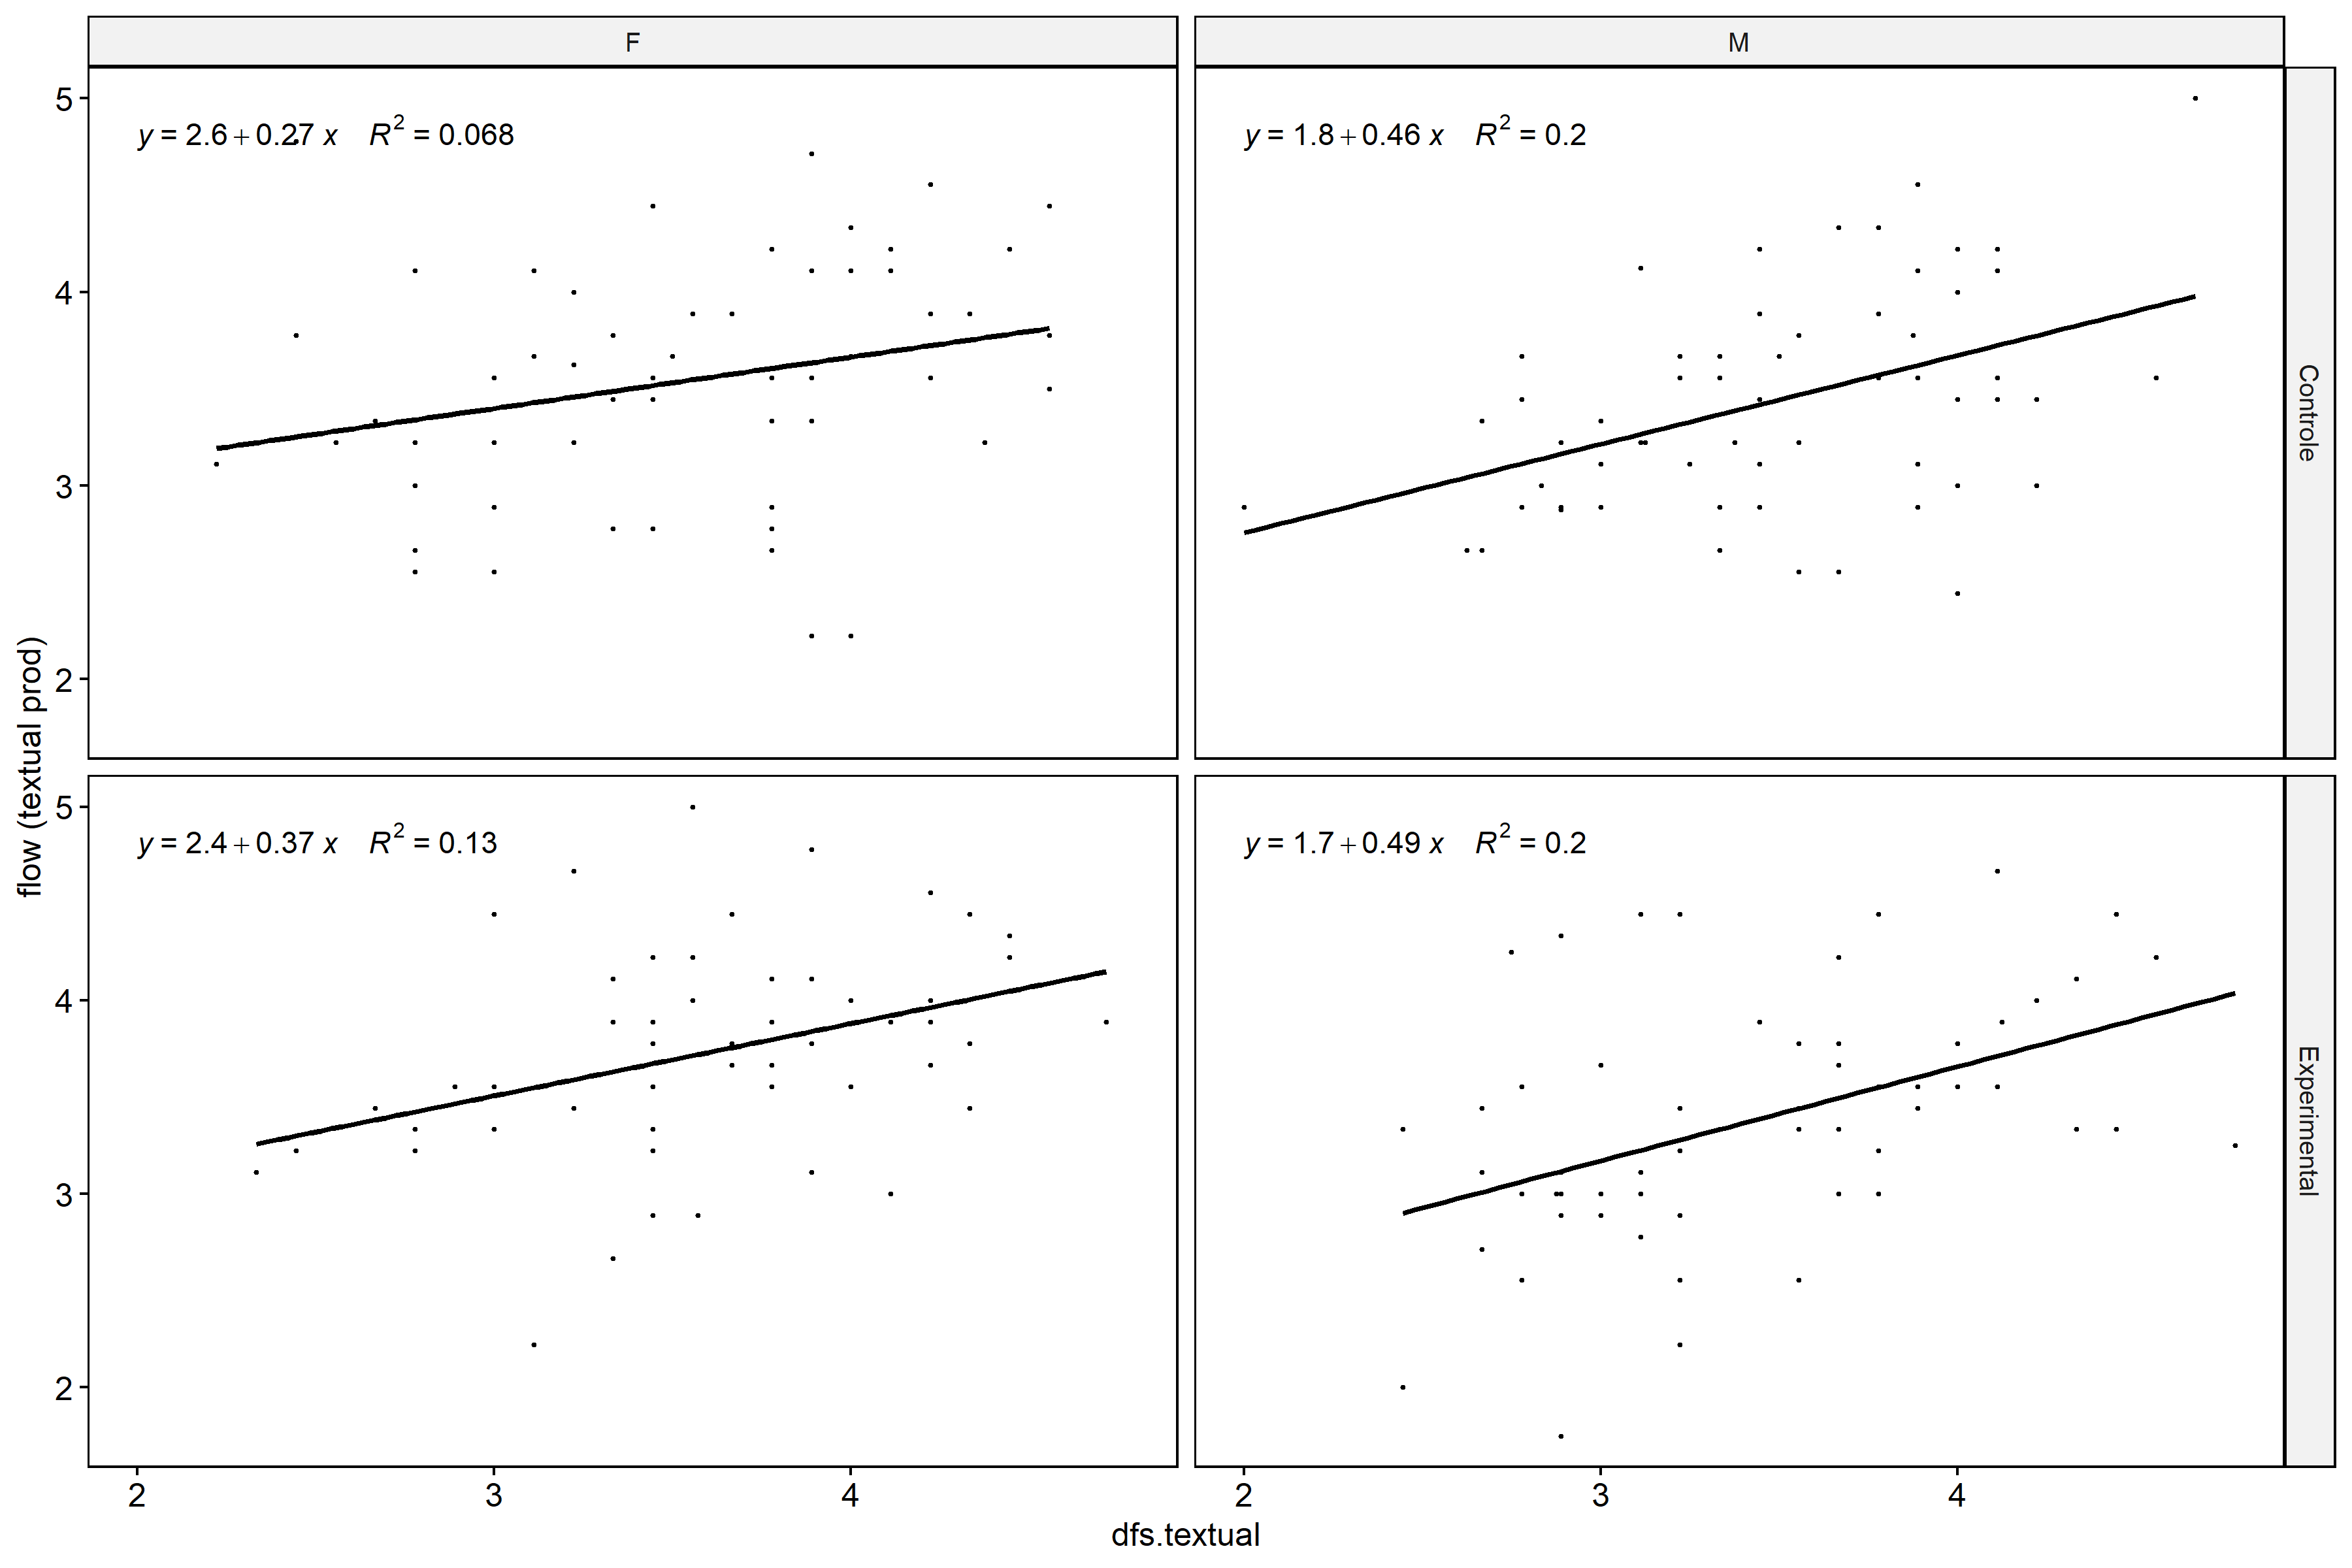 F
M
5
y = 2.6 + 0.27 x R² = 0.068
y = 1.8 + 0.46 x R² = 0.2
4
3
2
Controle
flow (textual prod)
5
y = 2.4 + 0.37 x R² = 0.13
y = 1.7 + 0.49 x R² = 0.2
4
3
2
Experimental
2 3 4
2 3 4
dfs.textual